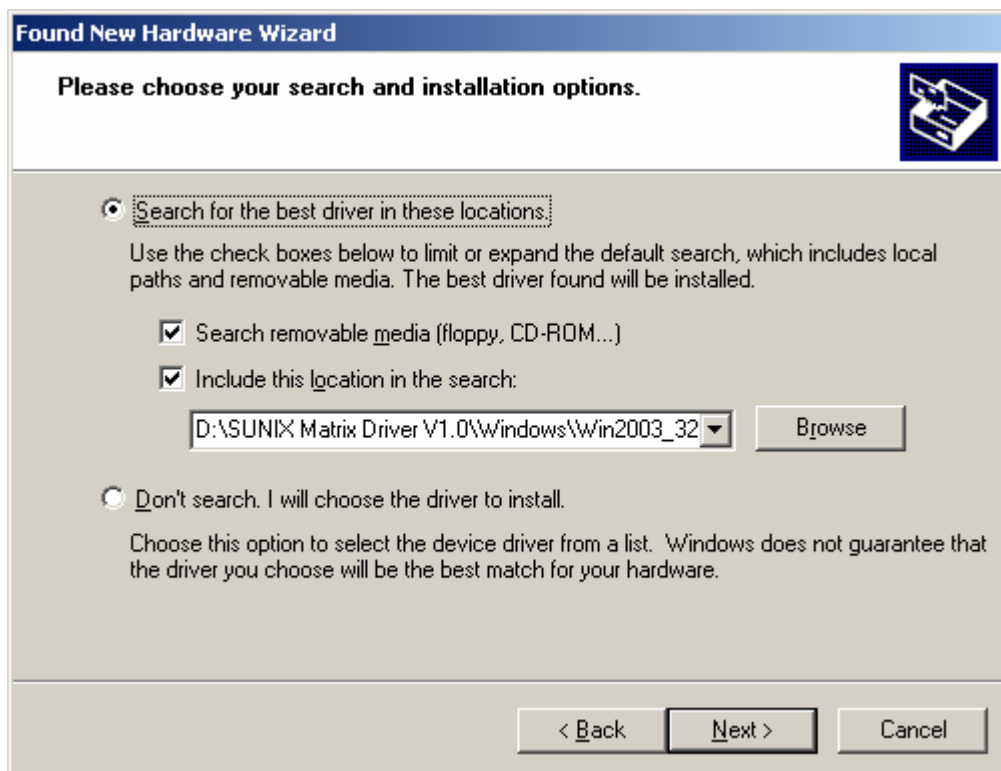 Found New Hardware Wizard
Please choose your search and installation options.
Search for the best driver in these locations.
Use the check boxes below to limit or expand the default search, which includes local
paths and removable media. The best driver found will be installed.
Search removable media (floppy, CD-ROM...)
Include this location in the search:
D:\SUNIX Matrix Driver V1.0\Windows\Win2003_32
Browse
Don't search. I will choose the driver to install.
Choose this option to select the device driver from a list. Windows does not guarantee that
the driver you choose will be the best match for your hardware.
< Back Next > Cancel